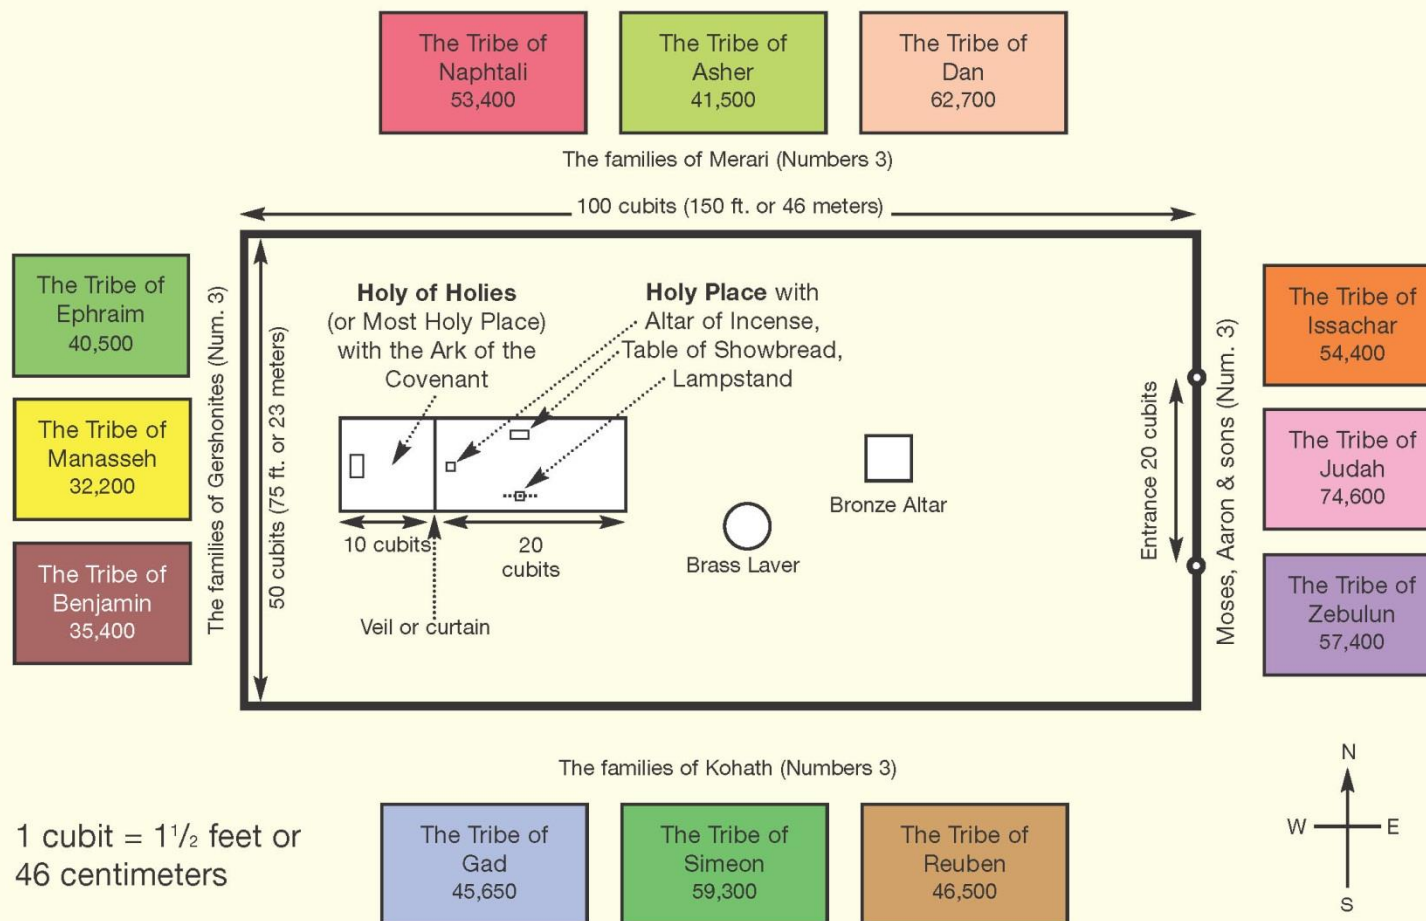 The Tribe of
Naphtali
53,400
The Tribe of
Asher
41,500
The Tribe of
Dan
62,700
The families of Merari (Numbers 3)
100 cubits (150 ft. or 46 meters)
The Tribe of
Ephraim
40,500
The Tribe of
Manasseh
32,200
The Tribe of
Benjamin
35,400
The families of Gershonites (Num. 3)
50 cubits (75 ft. or 23 meters)
Holy of Holies
(or Most Holy Place)
with the Ark of the
Covenant
Holy Place with
Altar of Incense,
Table of Showbread,
Lampstand
10 cubits
20
cubits
Veil or curtain
Brass Laver
Bronze Altar
Entrance 20 cubits
Moses, Aaron & sons (Num. 3)
The Tribe of
Issachar
54,400
The Tribe of
Judah
74,600
The Tribe of
Zebulun
57,400
The families of Kohath (Numbers 3)
The Tribe of
Gad
45,650
The Tribe of
Simeon
59,300
The Tribe of
Reuben
46,500
1 cubit = 1 1/2 feet or
46 centimeters
N
W
E
S